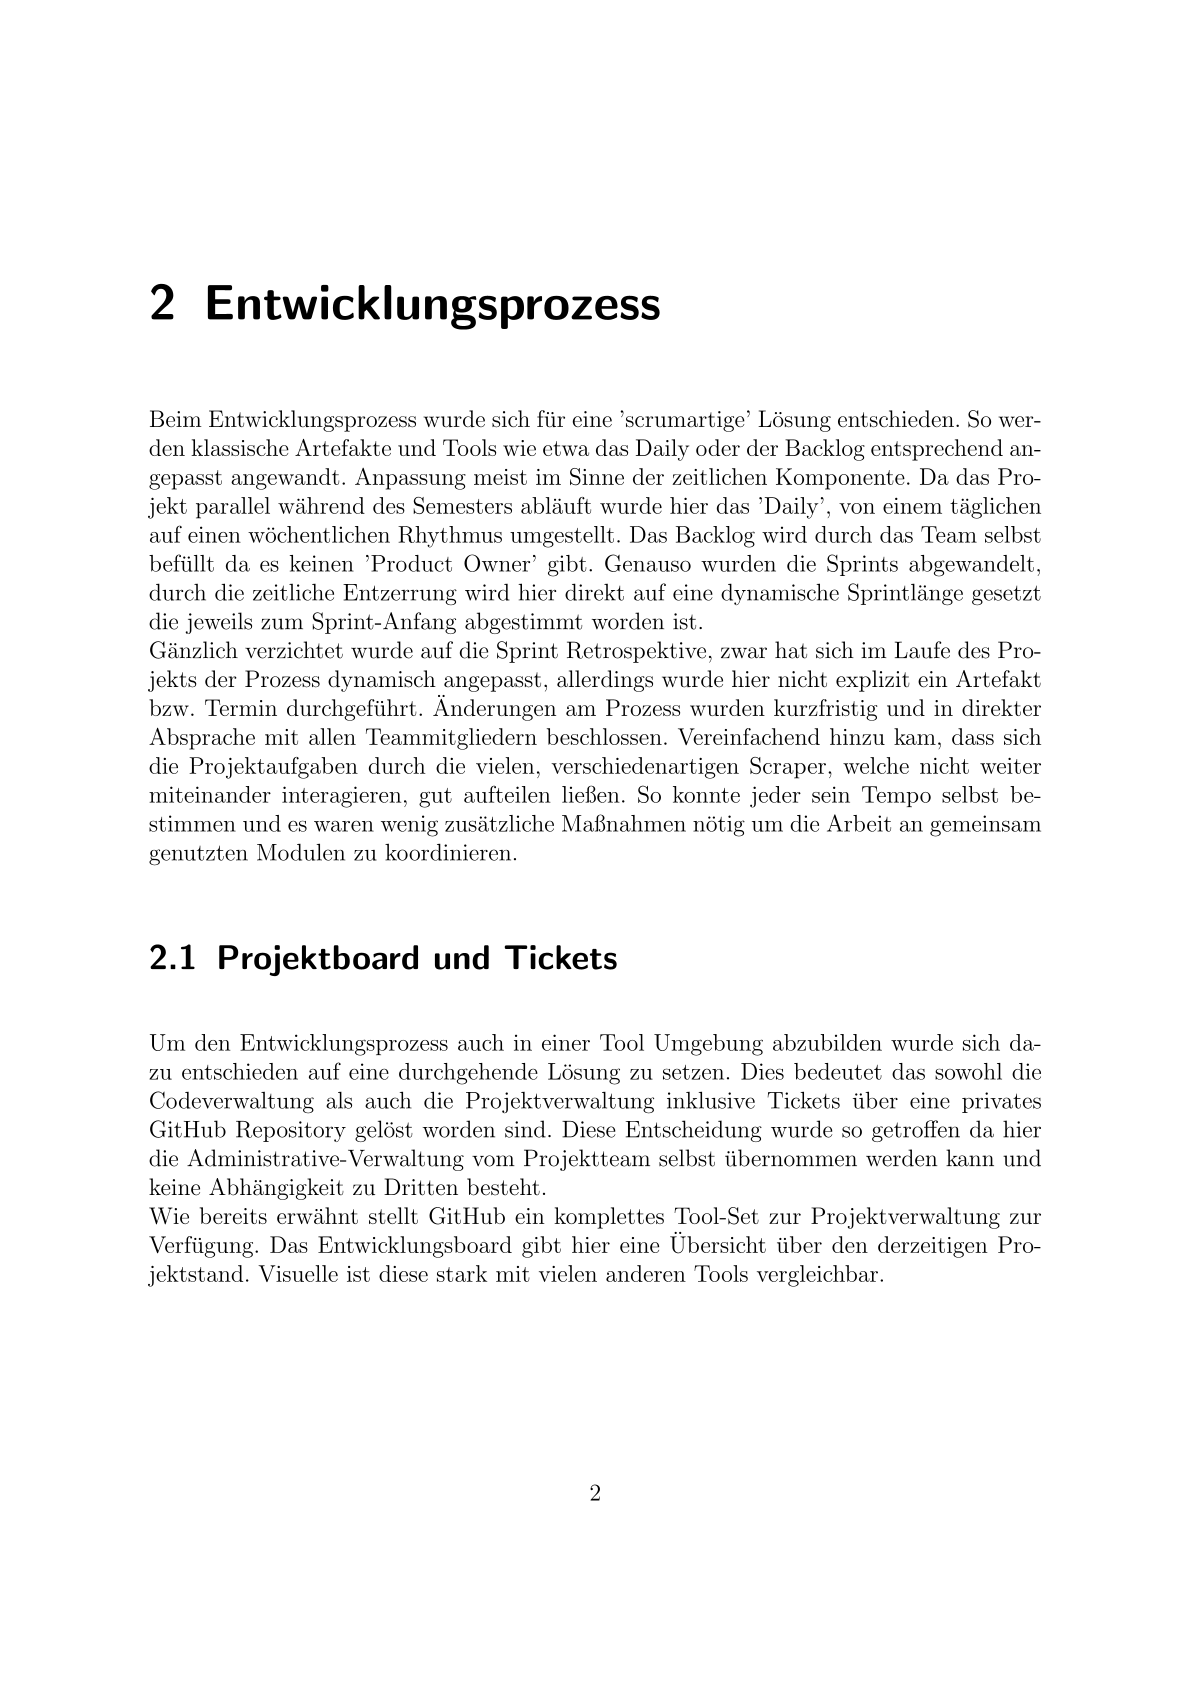 2 Entwicklungsprozess
Beim Entwicklungsprozess wurde sich für eine ’scrumartige’ Lösung entschieden. So wer-
den klassische Artefakte und Tools wie etwa das Daily oder der Backlog entsprechend an-
gepasst angewandt. Anpassung meist im Sinne der zeitlichen Komponente. Da das Pro-
jekt parallel während des Semesters abläuft wurde hier das ’Daily’, von einem täglichen
auf einen wöchentlichen Rhythmus umgestellt. Das Backlog wird durch das Team selbst
befüllt da es keinen ’Product Owner’ gibt. Genauso wurden die Sprints abgewandelt,
durch die zeitliche Entzerrung wird hier direkt auf eine dynamische Sprintlänge gesetzt
die jeweils zum Sprint-Anfang abgestimmt worden ist.
Gänzlich verzichtet wurde auf die Sprint Retrospektive, zwar hat sich im Laufe des Pro-
jekts der Prozess dynamisch angepasst, allerdings wurde hier nicht explizit ein Artefakt
bzw. Termin durchgeführt. Änderungen am Prozess wurden kurzfristig und in direkter
Absprache mit allen Teammitgliedern beschlossen. Vereinfachend hinzu kam, dass sich
die Projektaufgaben durch die vielen, verschiedenartigen Scraper, welche nicht weiter
miteinander interagieren, gut aufteilen ließen. So konnte jeder sein Tempo selbst be-
stimmen und es waren wenig zusätzliche Maßnahmen nötig um die Arbeit an gemeinsam
genutzten Modulen zu koordinieren.
2.1 Projektboard und Tickets
Um den Entwicklungsprozess auch in einer Tool Umgebung abzubilden wurde sich da-
zu entschieden auf eine durchgehende Lösung zu setzen. Dies bedeutet das sowohl die
Codeverwaltung als auch die Projektverwaltung inklusive Tickets über eine privates
GitHub Repository gelöst worden sind. Diese Entscheidung wurde so getroffen da hier
die Administrative-Verwaltung vom Projektteam selbst übernommen werden kann und
keine Abhängigkeit zu Dritten besteht.
Wie bereits erwähnt stellt GitHub ein komplettes Tool-Set zur Projektverwaltung zur
Verfügung. Das Entwicklungsboard gibt hier eine Übersicht über den derzeitigen Pro-
jektstand. Visuelle ist diese stark mit vielen anderen Tools vergleichbar.
2